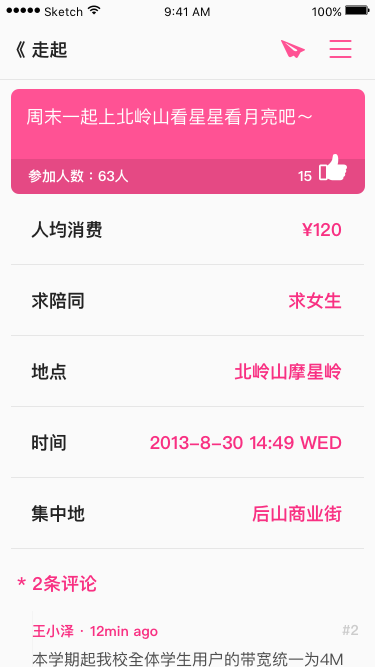 Sketch 9:41 AM 100%
《 走起
周末一起上北岭山看星星看月亮吧～
参加人数：63人 15
人均消费 ¥120
求陪同 求女生
地点 北岭山摩星岭
时间 2013-8-30 14:49 WED
集中地 后山商业街
* 2条评论
王小泽 · 12min ago #2
本学期起我校全体学生用户的带宽统一为4M